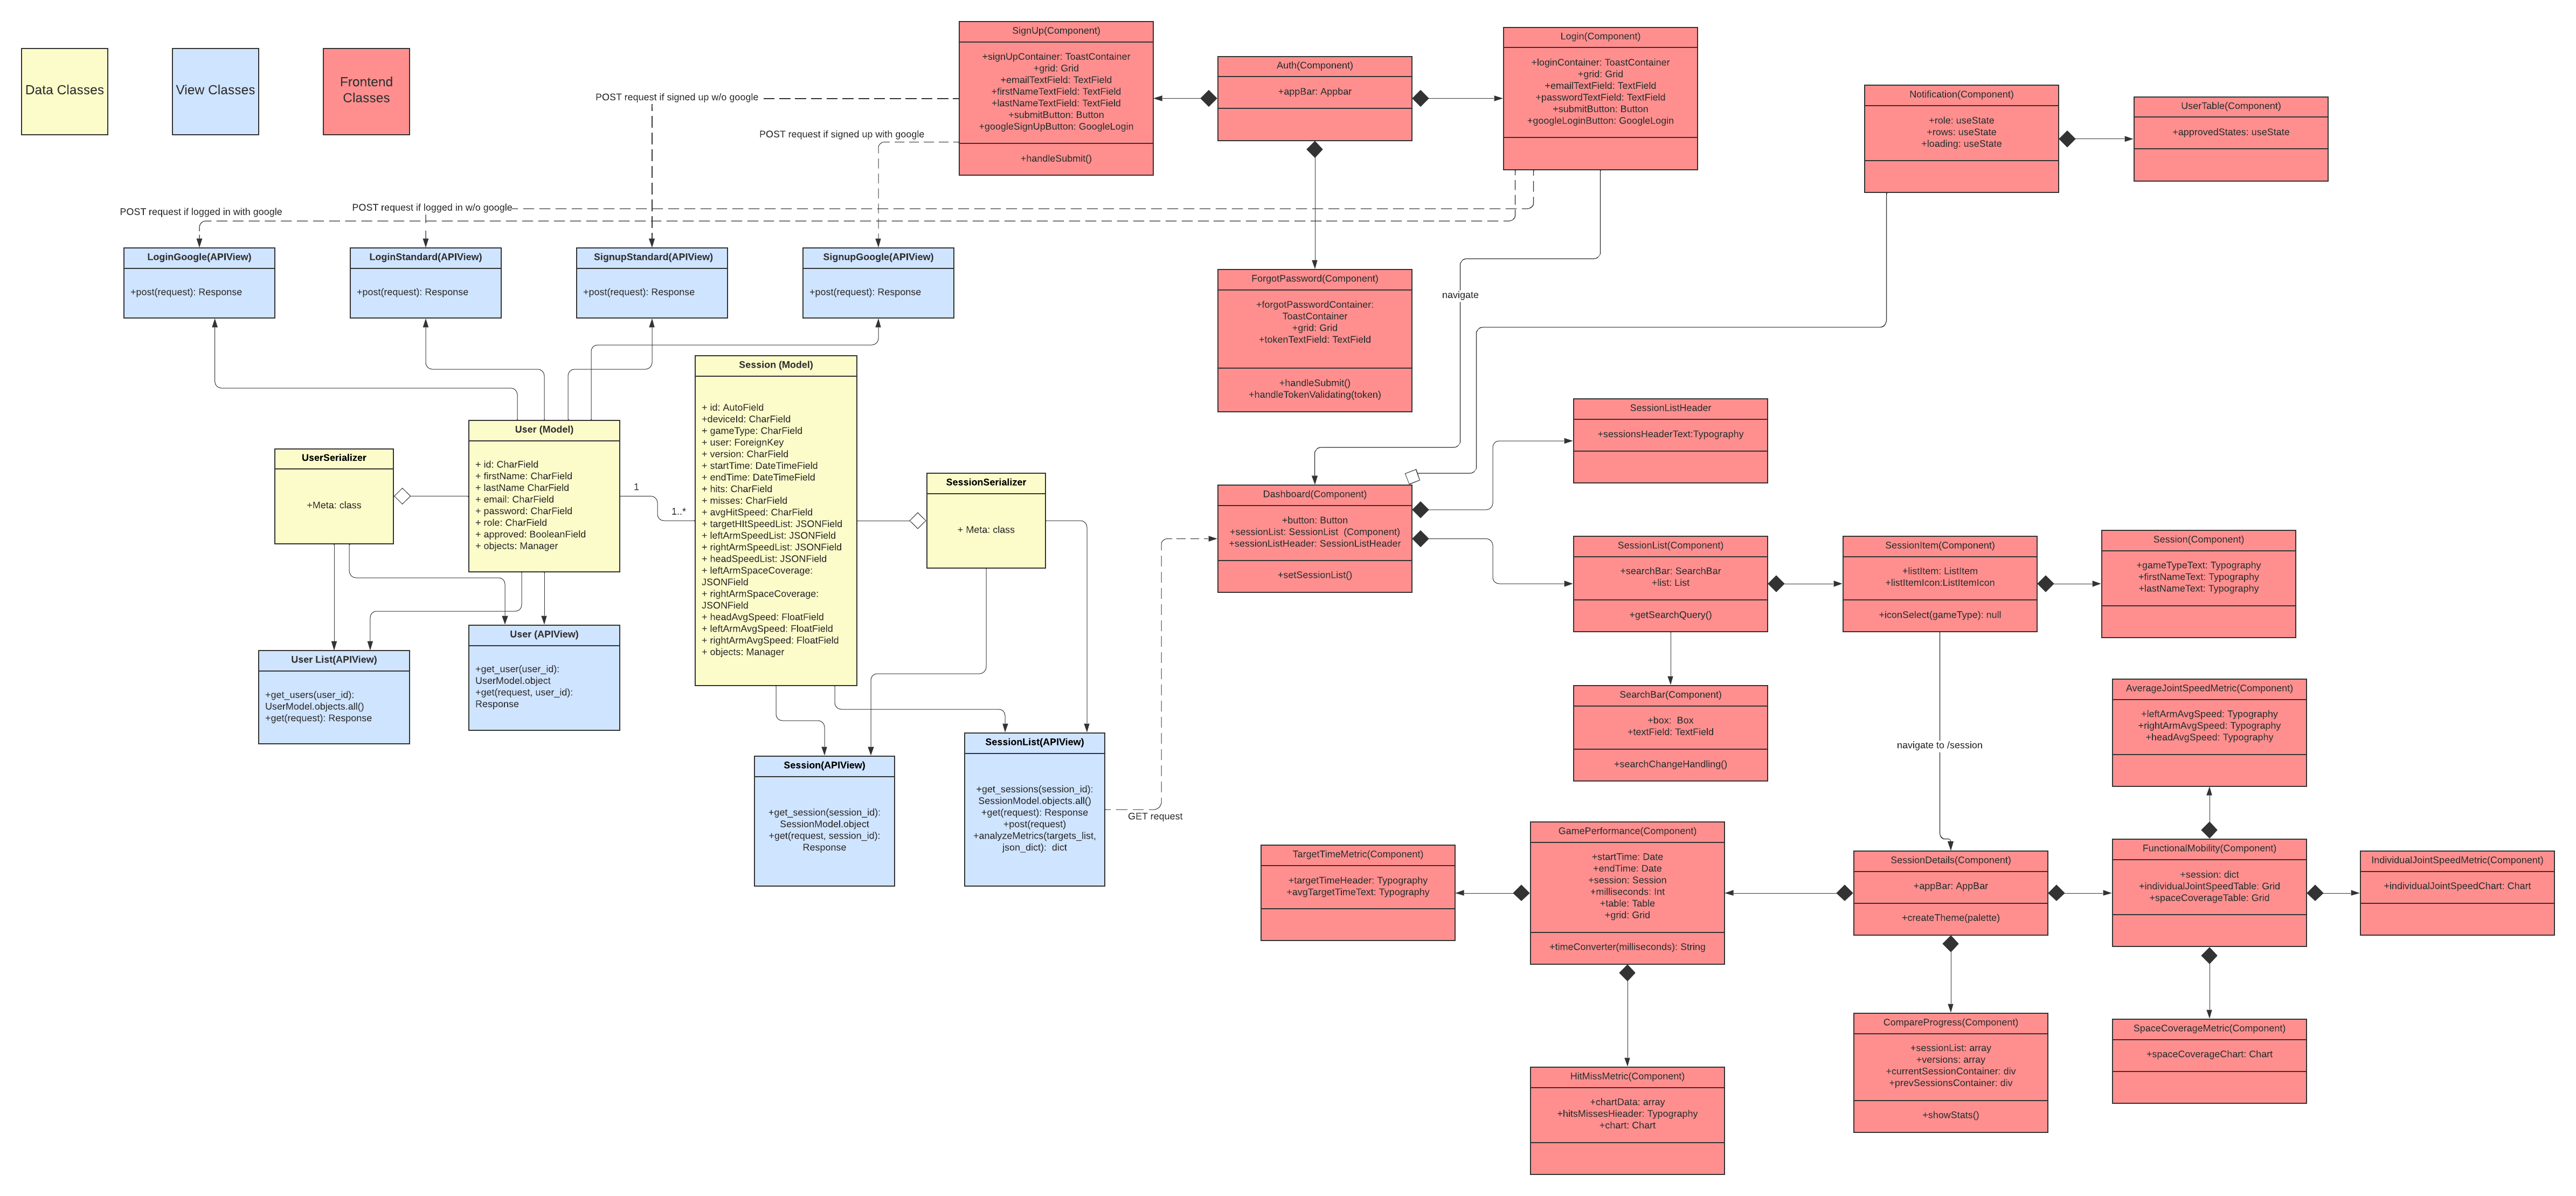 Data Classes
View Classes
Frontend
Classes
SignUp(Component)
+signUpContainer: ToastContainer
+grid: Grid
+emailTextField: TextField
+firstNameTextField: TextField
+lastNameTextField: TextField
+submitButton: Button
+googleSignUpButton: GoogleLogin
+handleSubmit()
Auth(Component)
+appBar: Appbar
Login(Component)
+loginContainer: ToastContainer
+grid: Grid
+emailTextField: TextField
+passwordTextField: TextField
+submitButton: Button
+googleLoginButton: GoogleLogin
Notification(Component)
+role: useState
+rows: useState
+loading: useState
UserTable(Component)
+approvedStates: useState
POST request if signed up w/o google
POST request if signed up with google
POST request if logged in with google
POST request if logged in w/o google
LoginGoogle(APIView)
+post(request): Response
LoginStandard(APIView)
+post(request): Response
SignupStandard(APIView)
+post(request): Response
SignupGoogle(APIView)
+post(request): Response
ForgotPassword(Component)
+forgotPasswordContainer:
ToastContainer
+grid: Grid
+tokenTextField: TextField
+handleSubmit()
+handleTokenValidating(token)
navigate
UserSerializer
+Meta: class
User (Model)
+ id: CharField
+ firstName: CharField
+ lastName CharField
+ email: CharField
+ password: CharField
+ role: CharField
+ approved: BooleanField
+ objects: Manager
1
1..*
Session (Model)
+ id: AutoField
+deviceId: CharField
+ gameType: CharField
+ user: ForeignKey
+ version: CharField
+ startTime: DateTimeField
+ endTime: DateTimeField
+ hits: CharField
+ misses: CharField
+ avgHitSpeed: CharField
+ targetHItSpeedList: JSONField
+ leftArmSpeedList: JSONField
+ rightArmSpeedList: JSONField
+ headSpeedList: JSONField
+ leftArmSpaceCoverage:
JSONField
+ rightArmSpaceCoverage:
JSONField
+ headAvgSpeed: FloatField
+ leftArmAvgSpeed: FloatField
+ rightArmAvgSpeed: FloatField
+ objects: Manager
SessionSerializer
+ Meta: class
User List(APIView)
+get_users(user_id):
UserModel.objects.all()
+get(request): Response
User (APIView)
+get_user(user_id):
UserModel.object
+get(request, user_id):
Response
Session(APIView)
+get_session(session_id):
SessionModel.object
+get(request, session_id):
Response
SessionList(APIView)
+get_sessions(session_id):
SessionModel.objects.all()
+get(request): Response
+post(request)
+analyzeMetrics(targets_list,
json_dict):  dict
GET request
Dashboard(Component)
+button: Button
+sessionList: SessionList  (Component)
+sessionListHeader: SessionListHeader
+setSessionList()
SessionListHeader
+sessionsHeaderText:Typography
SessionList(Component)
+searchBar: SearchBar
+list: List
+getSearchQuery()
SessionItem(Component)
+listItem: ListItem
+listItemIcon:ListItemIcon
+iconSelect(gameType): null
Session(Component)
+gameTypeText: Typography
+firstNameText: Typography
+lastNameText: Typography
SearchBar(Component)
+box:  Box
+textField: TextField
+searchChangeHandling()
navigate to /session
AverageJointSpeedMetric(Component)
+leftArmAvgSpeed: Typography
+rightArmAvgSpeed: Typography
+headAvgSpeed: Typography
TargetTimeMetric(Component)
+targetTimeHeader: Typography
+avgTargetTimeText: Typography
GamePerformance(Component)
+startTime: Date
+endTime: Date
+session: Session
+milliseconds: Int
+table: Table
+grid: Grid
+timeConverter(milliseconds): String
SessionDetails(Component)
+appBar: AppBar
+createTheme(palette)
FunctionalMobility(Component)
+session: dict
+individualJointSpeedTable: Grid
+spaceCoverageTable: Grid
IndividualJointSpeedMetric(Component)
+individualJointSpeedChart: Chart
HitMissMetric(Component)
+chartData: array
+hitsMissesHieader: Typography
+chart: Chart
CompareProgress(Component)
+sessionList: array
+versions: array
+currentSessionContainer: div
+prevSessionsContainer: div
+showStats()
SpaceCoverageMetric(Component)
+spaceCoverageChart: Chart